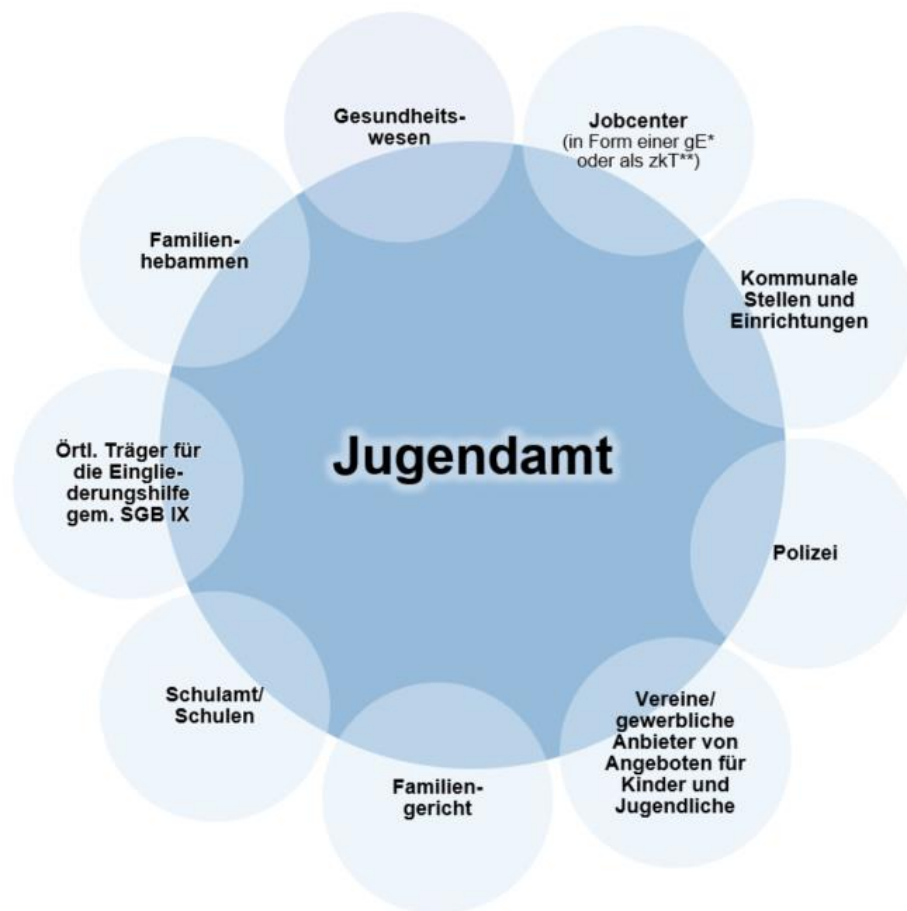 Gesundheits-
wesen
Jobcenter
(in Form einer gE*
oder als zkT**)
Familien-
hebammen
Kommunale
Stellen und
Einrichtungen
Örtl. Träger für
die Einglie-
derungshilfe
gem. SGB IX
Jugendamt
Polizei
Schulamt/
Schulen
Familien-
gericht
Vereine/
gewerbliche
Anbieter von
Angeboten für
Kinder und
Jugendliche